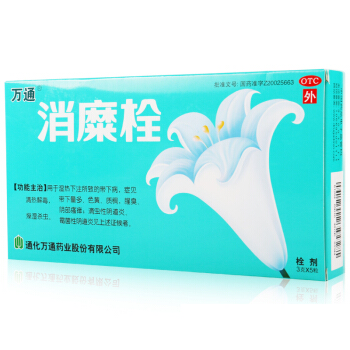 批准文号：国药准字Z20025663
OTC
外
万通
消糜栓
【功能主治】用于湿热下注所致的带下病，症见
清热解毒， 带下量多，色黄，质稠，腥臭，
燥湿杀虫， 阴部瘙痒；滴虫性阴道炎、
霉菌性阴道炎见上述证候者。
通化万通药业股份有限公司
栓 剂
3克X5枚